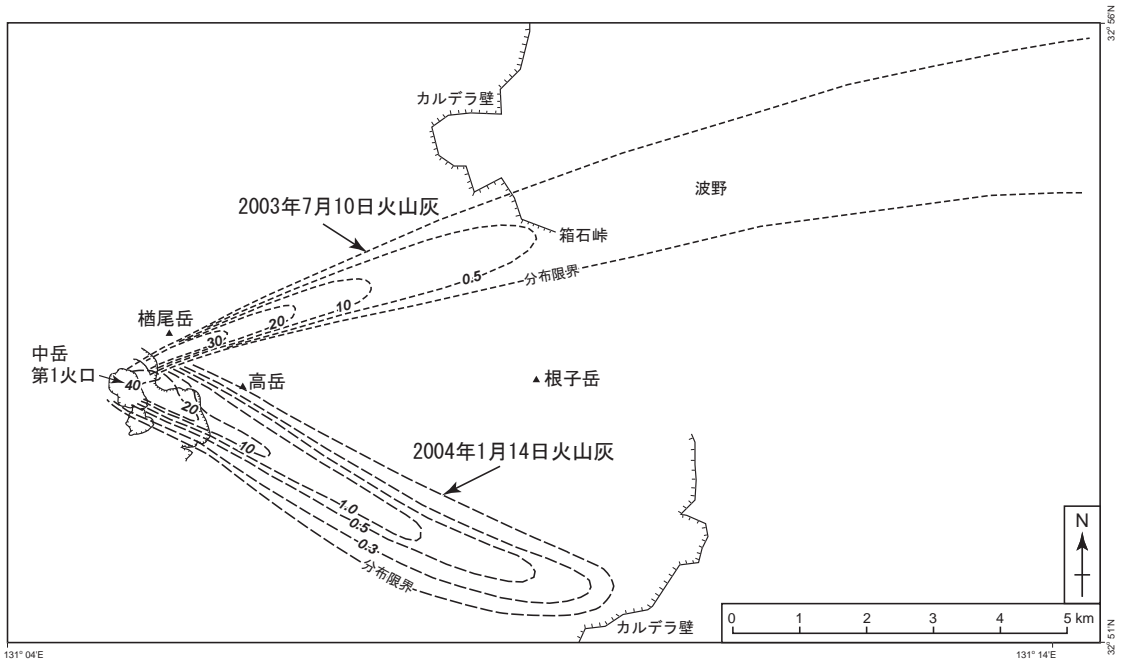 32° 56'N
カルデラ壁
波野
2003年7月10日火山灰
箱石峠
0.5
分布限界
10
20
30
楢尾岳
中岳
第1火口
40
高岳
根子岳
20
10
2004年1月14日火山灰
1.0
0.5
0.3
分布限界
カルデラ壁
N
0 1 2 3 4 5 km
32° 51'N
131° 04'E
131° 14'E